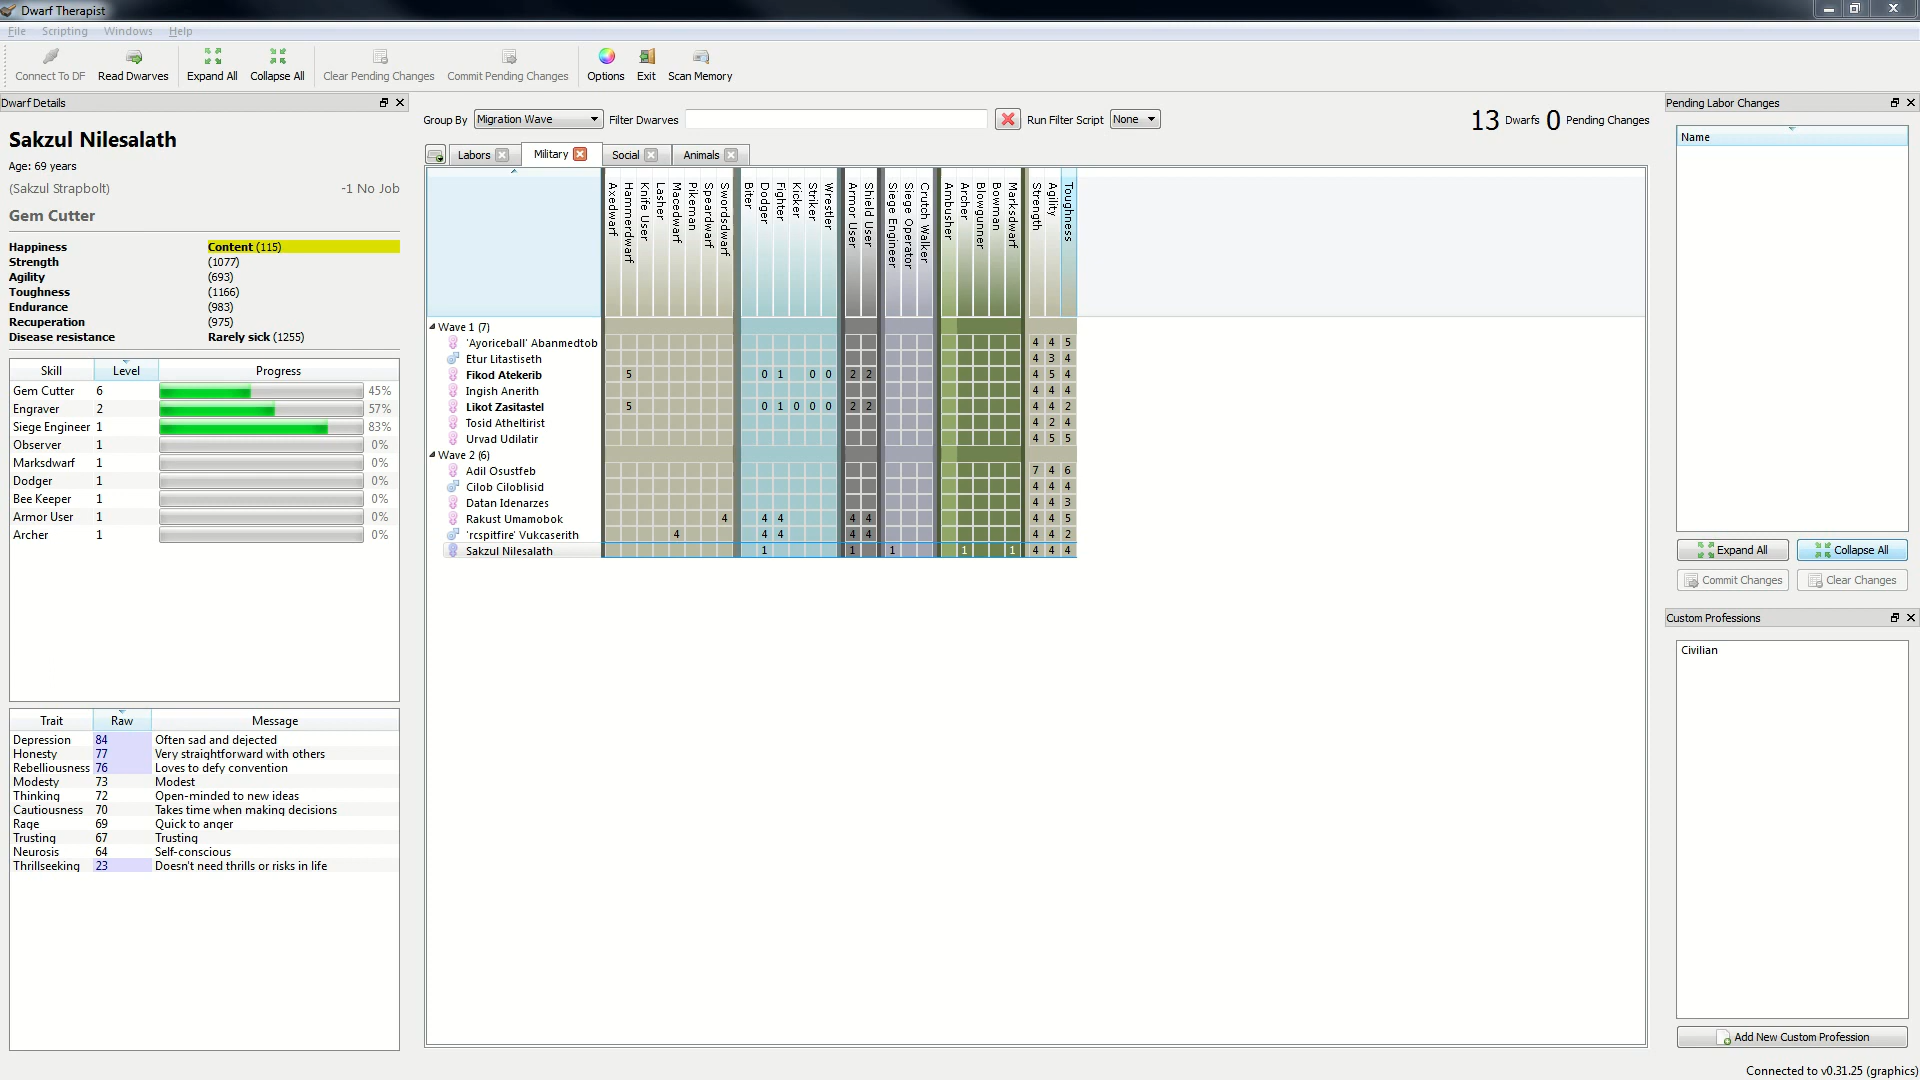 Dwarf Therapist
File Scripting Windows Help
Connect To DF Read Dwarves Expand All Collapse All Clear Pending Changes Commit Pending Changes Options Exit Scan Memory
Dwarf Details
Sakzul Nilesalath
Age: 69 years
(Sakzul Strapbolt) -1 No Job
Gem Cutter
Happiness Content (115)
Strength (1077)
Agility (693)
Toughness (1166)
Endurance (983)
Recuperation (975)
Disease resistance Rarely sick (1255)
Skill Level Progress
Gem Cutter 6 45%
Engraver 2 57%
Siege Engineer 1 83%
Observer 1 0%
Marksdwarf 1 0%
Dodger 1 0%
Bee Keeper 1 0%
Armor User 1 0%
Archer 1 0%
Trait Raw Message
Depression 84 Often sad and dejected
Honesty 77 Very straightforward with others
Rebelliousness 76 Loves to defy convention
Modesty 73 Modest
Thinking 72 Open-minded to new ideas
Cautiousness 70 Takes time when making decisions
Rage 69 Quick to anger
Trusting 67 Trusting
Neurosis 64 Self-conscious
Thrillseeking 23 Doesn't need thrills or risks in life
Group By Migration Wave Filter Dwarves Run Filter Script None 13 Dwarfs 0 Pending Changes
Labors Military Social Animals
Axedwarf
Hammerdwarf
Knife User
Lasher
Macedwarf
Pikeman
Speardwarf
Swordsdwarf
Biter
Dodger
Fighter
Kicker
Striker
Wrestler
Armor User
Shield User
Siege Engineer
Siege Operator
Crutch Walker
Ambusher
Archer
Blowgunner
Bowman
Marksdwarf
Strength
Agility
Toughness
Wave 1 (7)
'Ayoriceball' Abanmedtob 4 4 5
Etur Litastiseth 4 3 4
Fikod Atekerib 5 0 1 0 0 2 2 4 5 4
Ingish Anerith 4 4 4
Likot Zasitastel 5 0 1 0 0 0 2 2 4 4 2
Tosid Atheltirist 4 2 4
Urvad Udilatir 4 5 5
Wave 2 (6)
Adil Osustfeb 7 4 6
Cilob Ciloblisid 4 4 4
Datan Idenarzes 4 4 3
Rakust Umamobok 4 4 4 4 4 4 4 5
'rcspitfire' Vukcaserith 4 4 4 4 4 4 4 2
Sakzul Nilesalath 1 1 1 1 1 4 4 4
Pending Labor Changes
Name
Expand All Collapse All
Commit Changes Clear Changes
Custom Professions
Civilian
Add New Custom Profession
Connected to v0.31.25 (graphics)